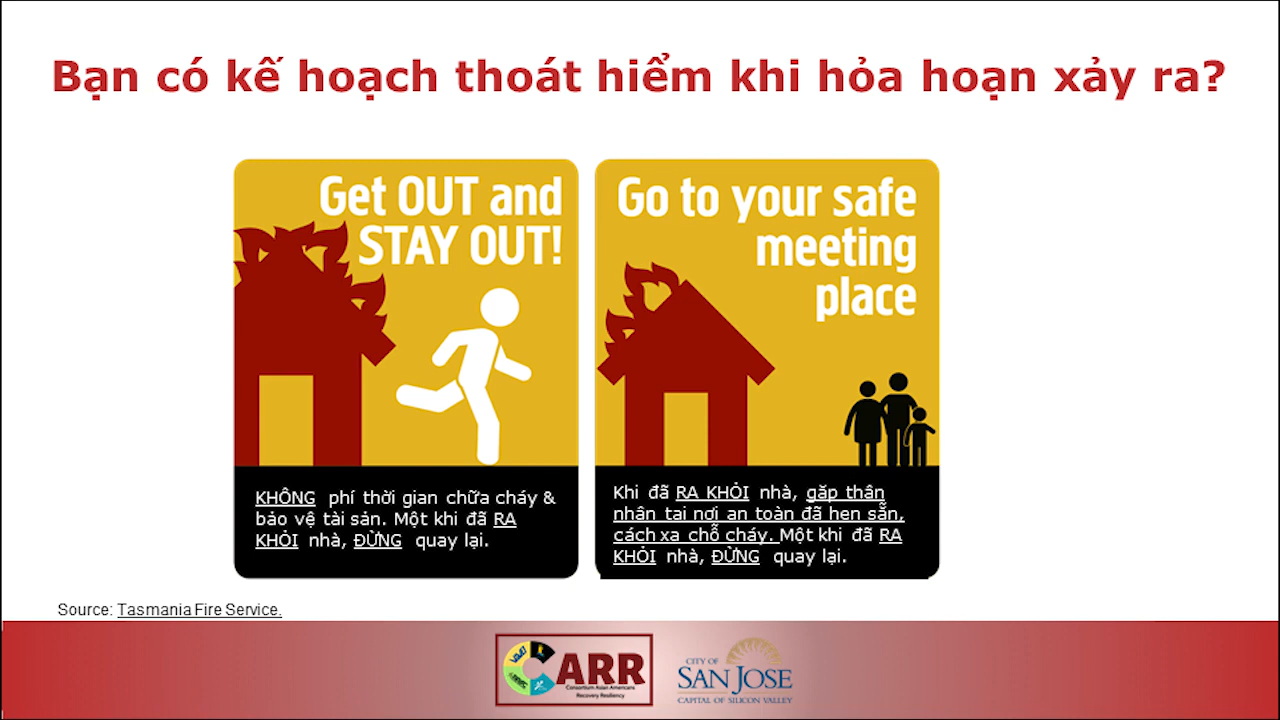 Bạn có kế hoạch thoát hiểm khi hỏa hoạn xảy ra?
Get OUT and
STAY OUT!
KHÔNG phí thời gian chữa cháy &
bảo vệ tài sản. Một khi đã RA
KHỎI nhà, ĐỪNG quay lại.
Go to your safe
meeting
place
Khi đã RA KHỎI nhà, gặp thân
nhân tại nơi an toàn đã hẹn sẵn,
cách xa chỗ cháy. Một khi đã RA
KHỎI nhà, ĐỪNG quay lại.
Source: Tasmania Fire Service.
CARR
Consortium Asian Americans
Recovery Resiliency
CITY OF
SAN JOSE
CAPITAL OF SILICON VALLEY